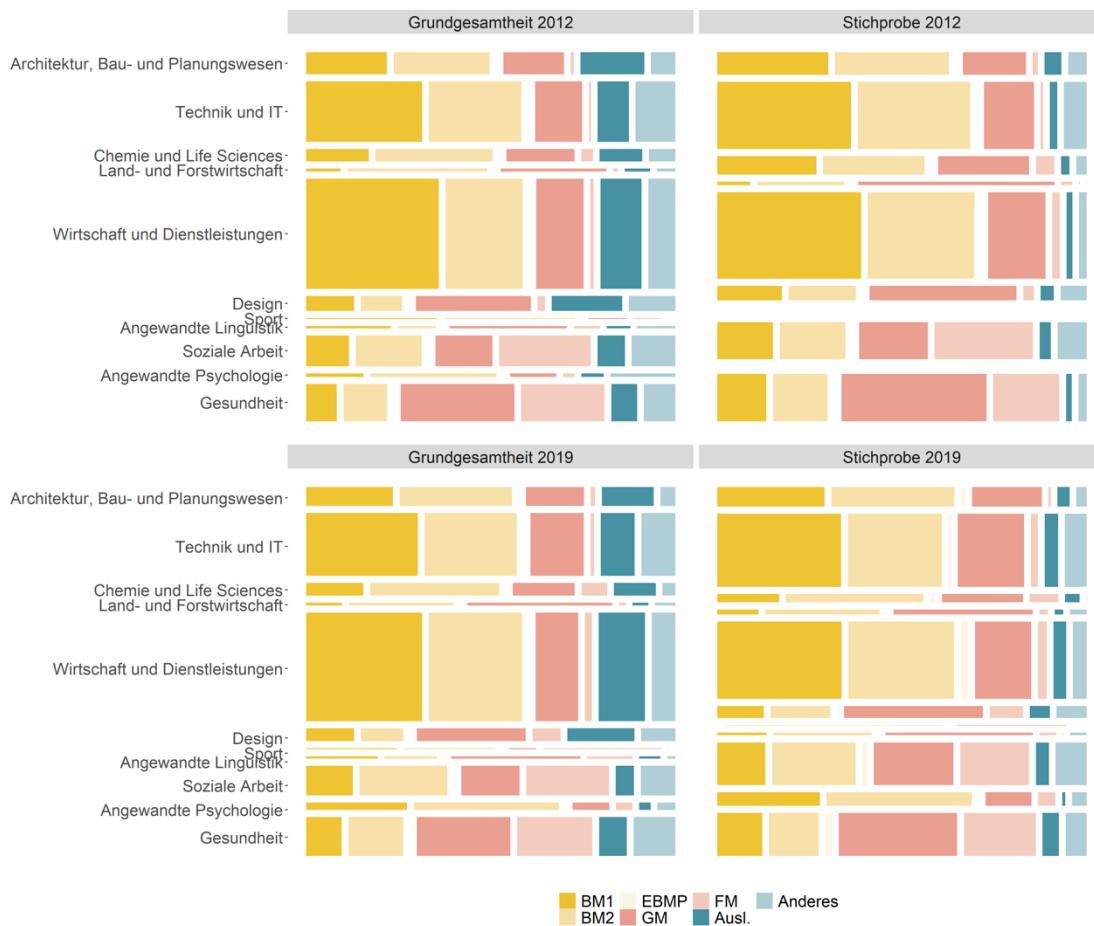 Grundgesamtheit 2012
Stichprobe 2012
Architektur, Bau- und Planungswesen
Technik und IT
Chemie und Life Sciences
Land- und Forstwirtschaft
Wirtschaft und Dienstleistungen
Design
Sport
Angewandte Linguistik
Soziale Arbeit
Angewandte Psychologie
Gesundheit
Grundgesamtheit 2019
Stichprobe 2019
Architektur, Bau- und Planungswesen
Technik und IT
Chemie und Life Sciences
Land- und Forstwirtschaft
Wirtschaft und Dienstleistungen
Design
Sport
Angewandte Linguistik
Soziale Arbeit
Angewandte Psychologie
Gesundheit
BM1 EBMP FM Anderes
BM2 GM Ausl.